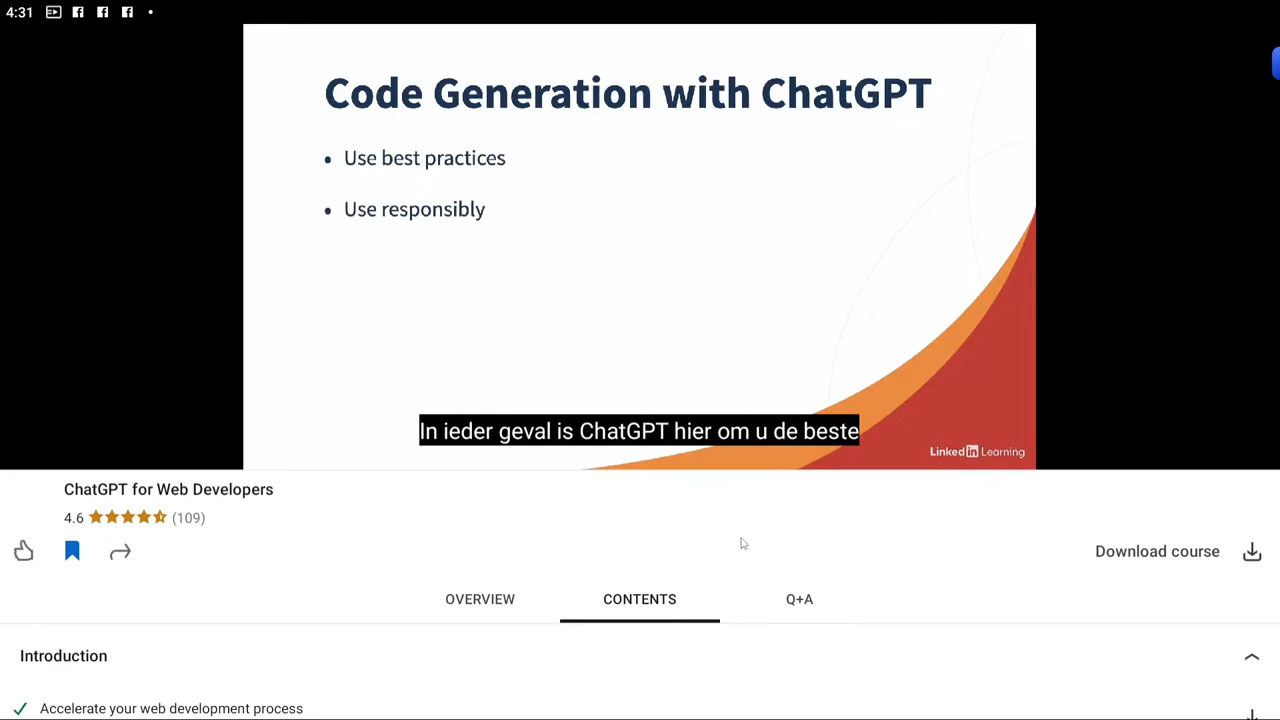 4:31
Code Generation with ChatGPT
• Use best practices
• Use responsibly
In ieder geval is ChatGPT hier om u de beste
Linked in Learning
ChatGPT for Web Developers
4.6 (109)
Download course
OVERVIEW CONTENTS Q+A
Introduction
Accelerate your web development process